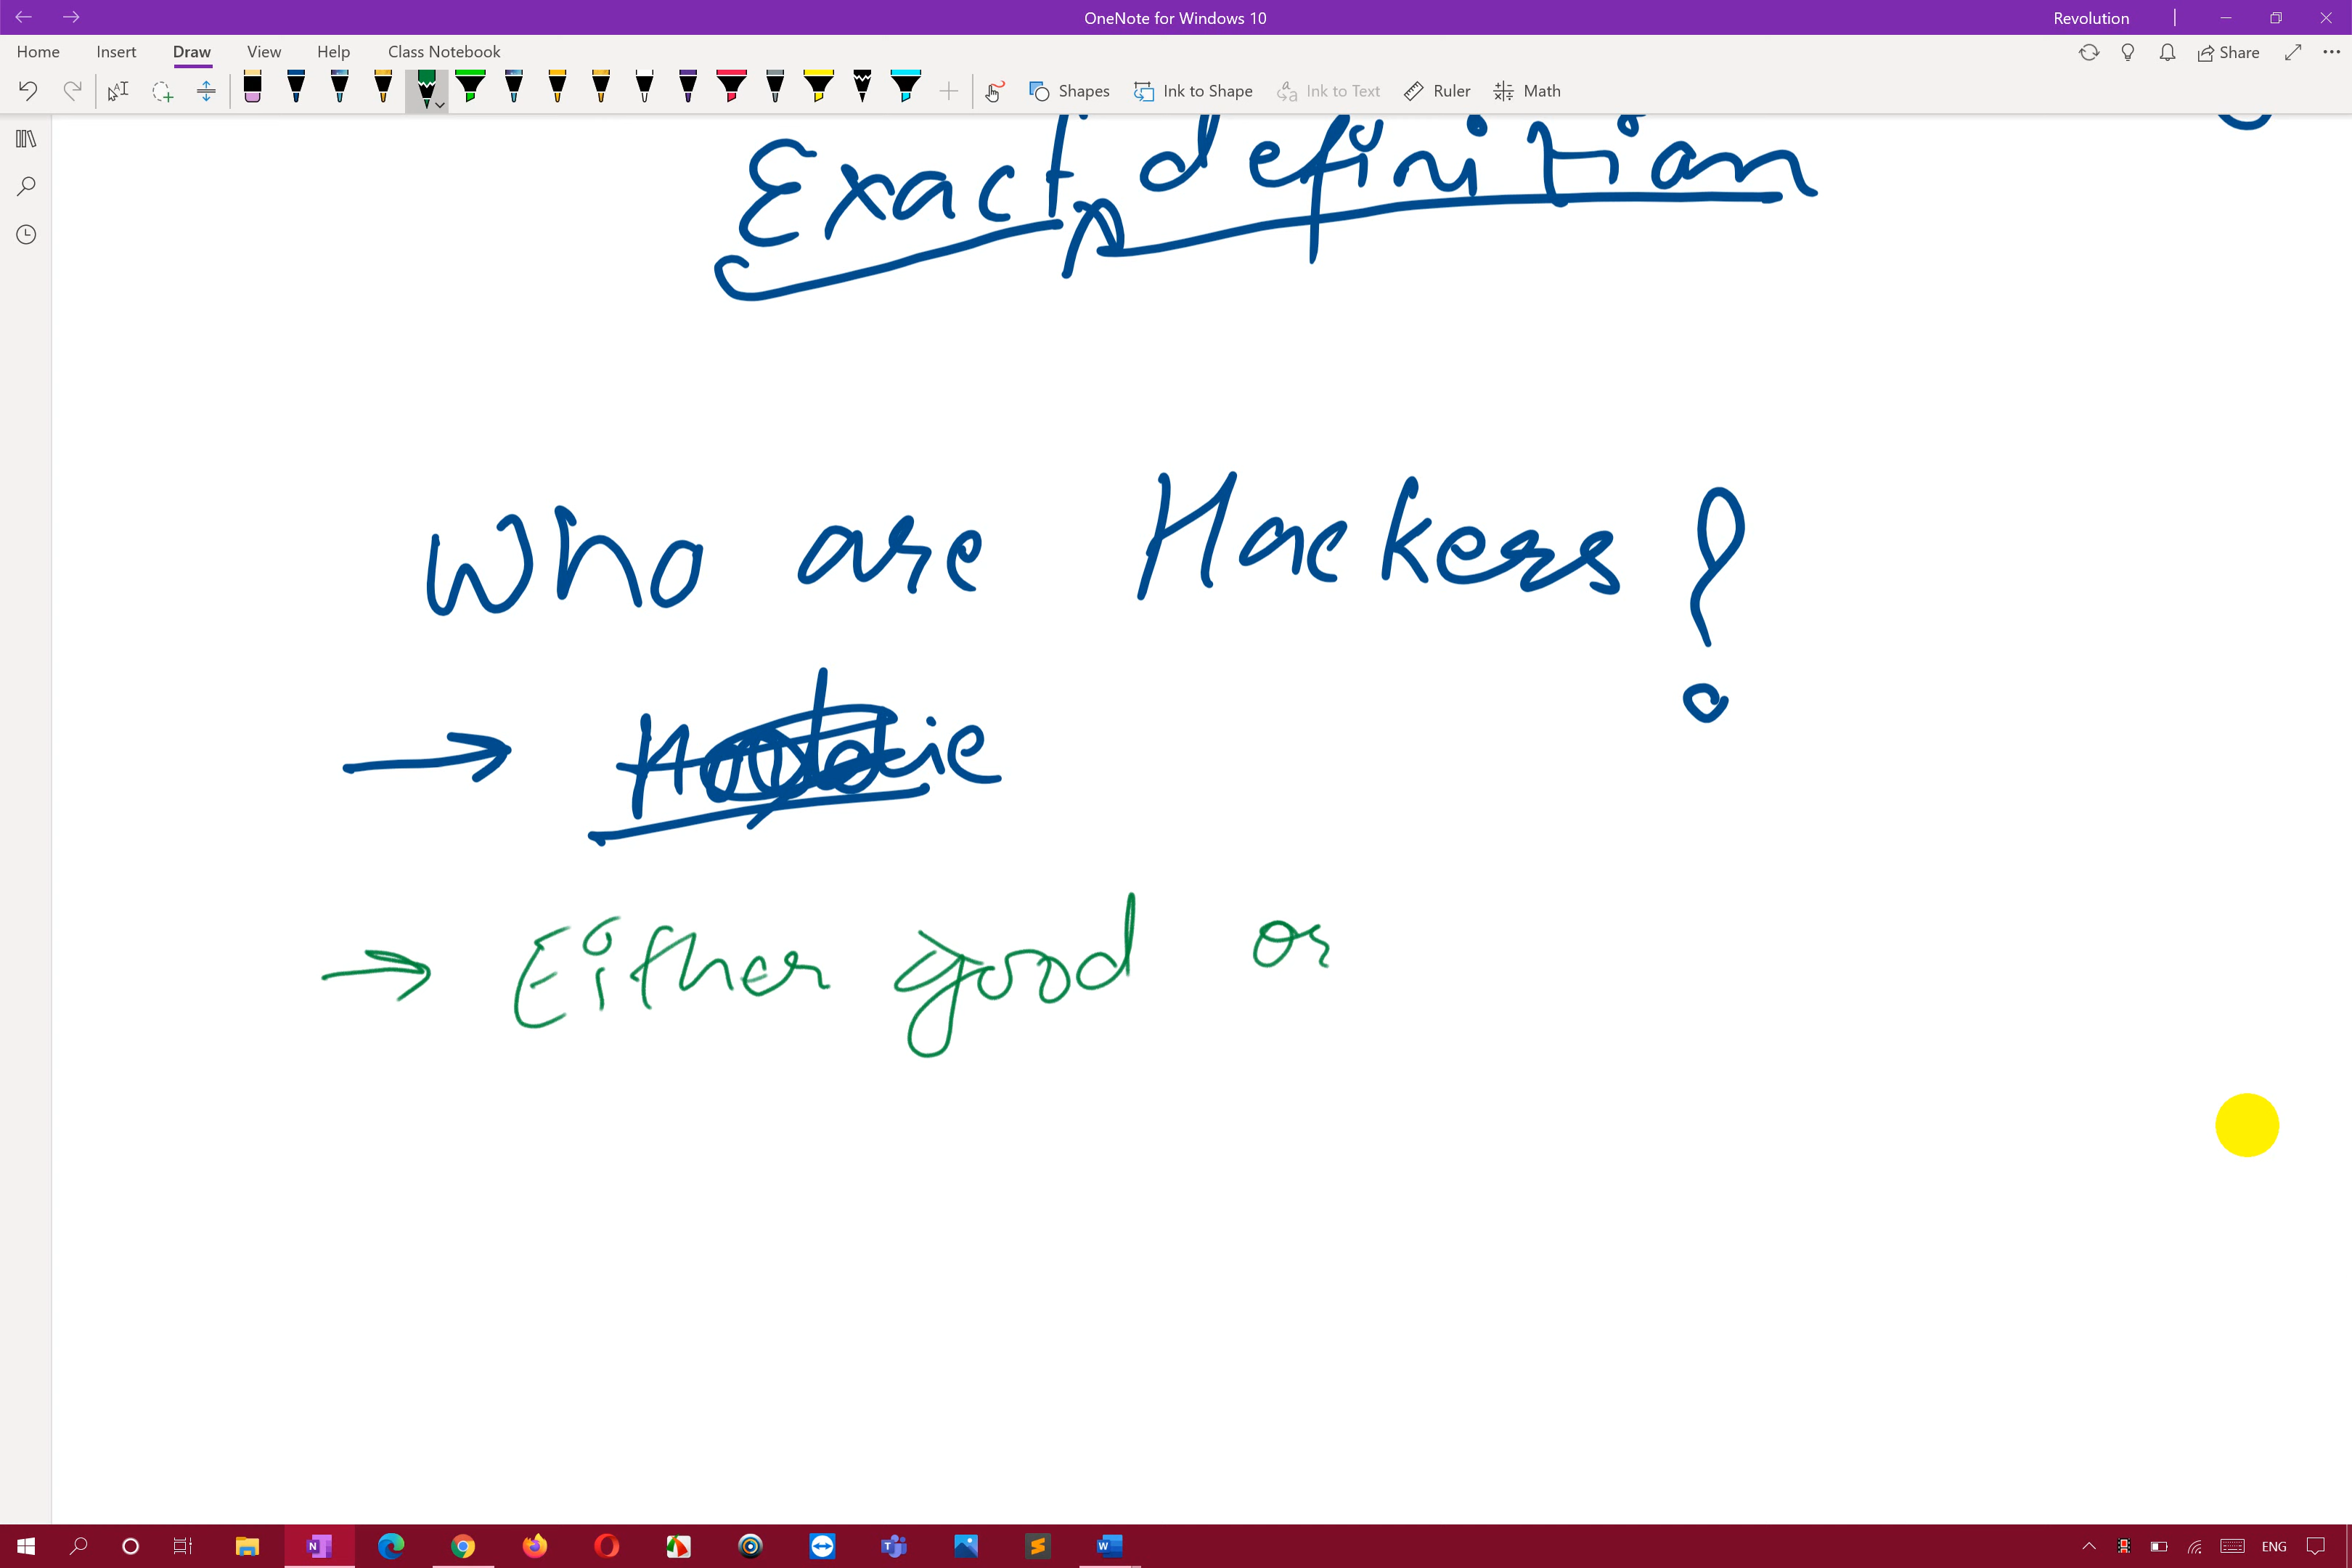 OneNote for Windows 10
Revolution
Home Insert Draw View Help Class Notebook
Share
Shapes Ink to Shape Ink to Text Ruler Math
Exact definition
Who are Hackers ?
→
→ Either good or
ENG